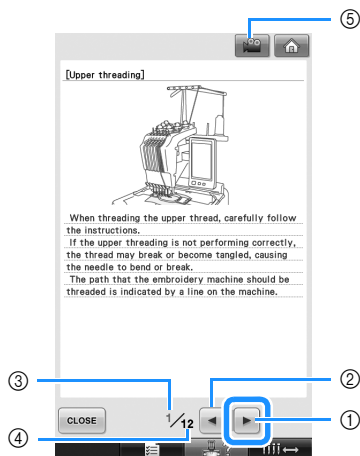 ⑤
[Upper threading]
When threading the upper thread, carefully follow
the instructions.
If the upper threading is not performing correctly,
the thread may break or become tangled, causing
the needle to bend or break.
The path that the embroidery machine should be
threaded is indicated by a line on the machine.
③
②
CLOSE
1/12
①
④
?